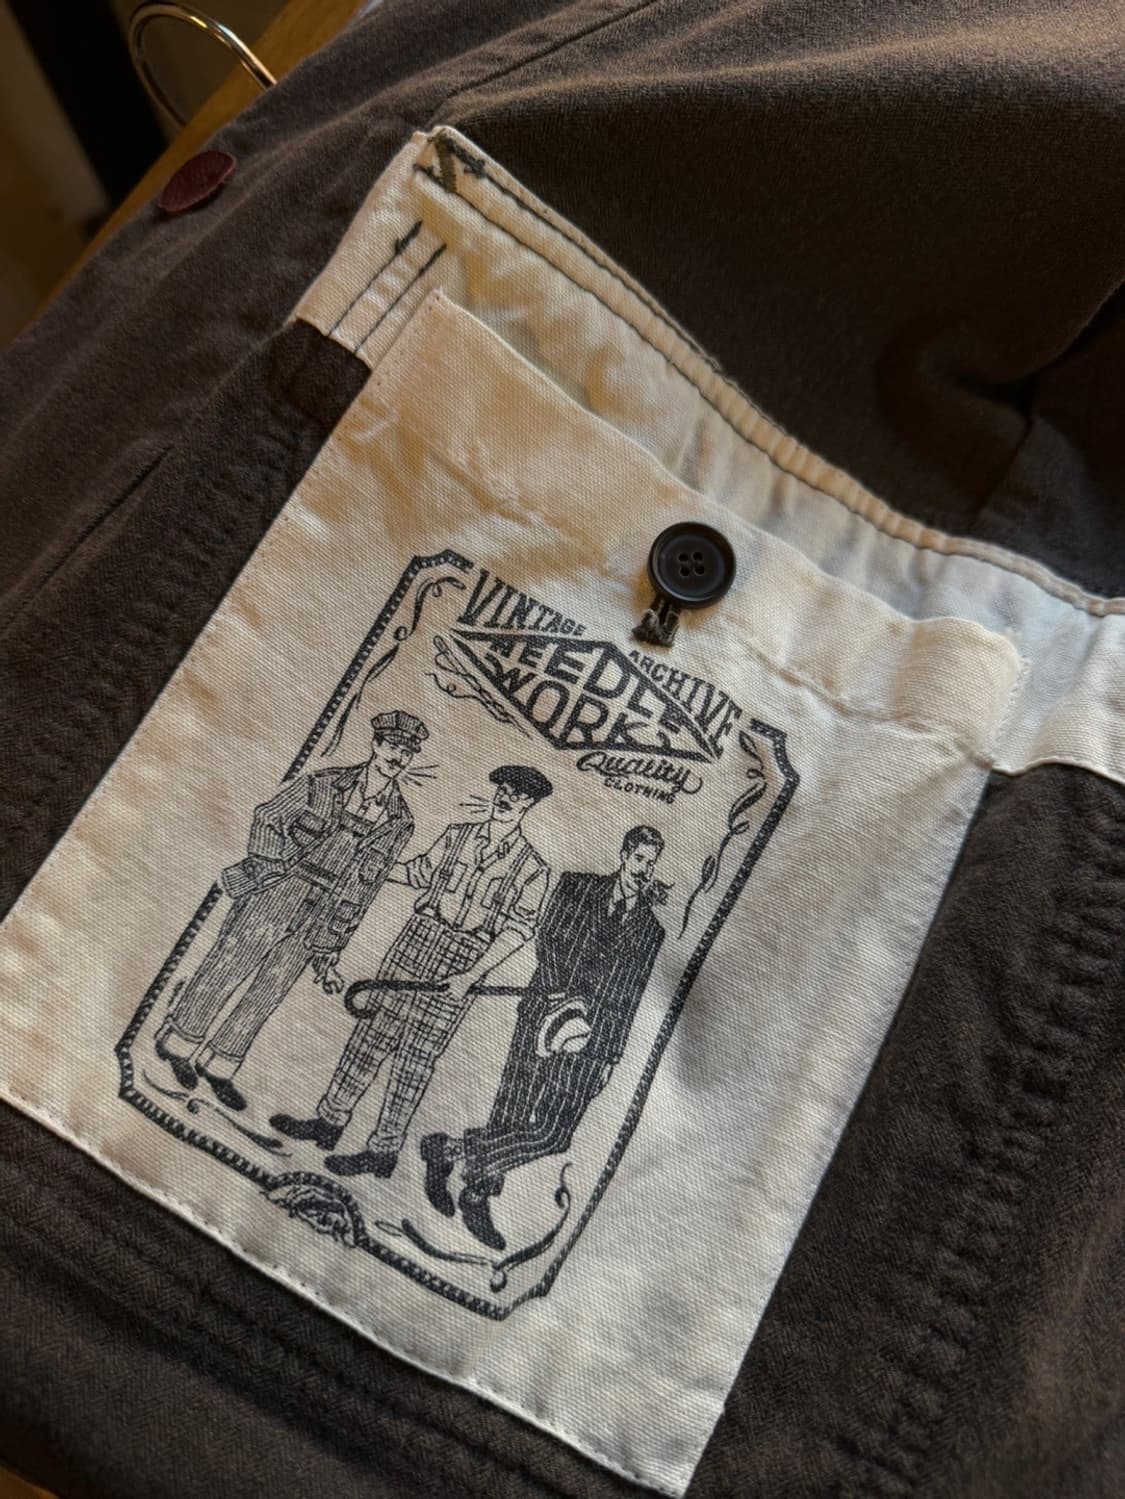 VINTAGE
ARCHIVE
NEEDLE
WORKS
Quality
CLOTHING